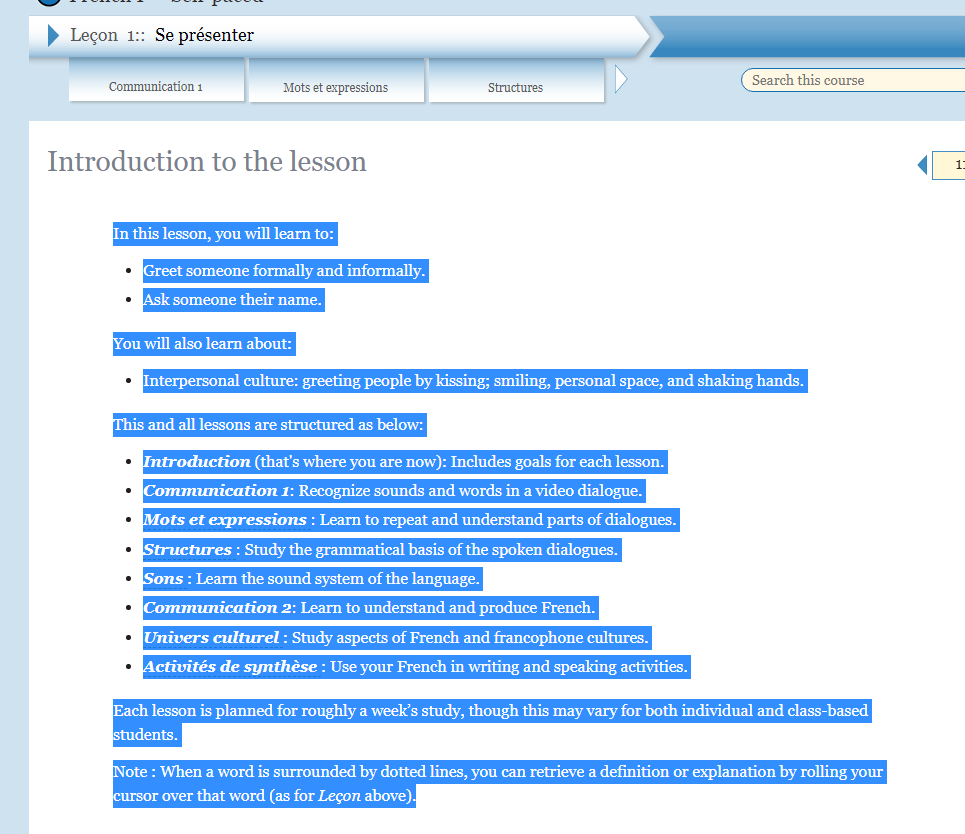 French 1 — Self-paced
Leçon 1:: Se présenter
Communication 1
Mots et expressions
Structures
Search this course
Introduction to the lesson
In this lesson, you will learn to:
Greet someone formally and informally.
Ask someone their name.
You will also learn about:
Interpersonal culture: greeting people by kissing; smiling, personal space, and shaking hands.
This and all lessons are structured as below:
Introduction (that's where you are now): Includes goals for each lesson.
Communication 1: Recognize sounds and words in a video dialogue.
Mots et expressions : Learn to repeat and understand parts of dialogues.
Structures : Study the grammatical basis of the spoken dialogues.
Sons : Learn the sound system of the language.
Communication 2: Learn to understand and produce French.
Univers culturel : Study aspects of French and francophone cultures.
Activités de synthèse : Use your French in writing and speaking activities.
Each lesson is planned for roughly a week's study, though this may vary for both individual and class-based
students.
Note : When a word is surrounded by dotted lines, you can retrieve a definition or explanation by rolling your
cursor over that word (as for Leçon above).